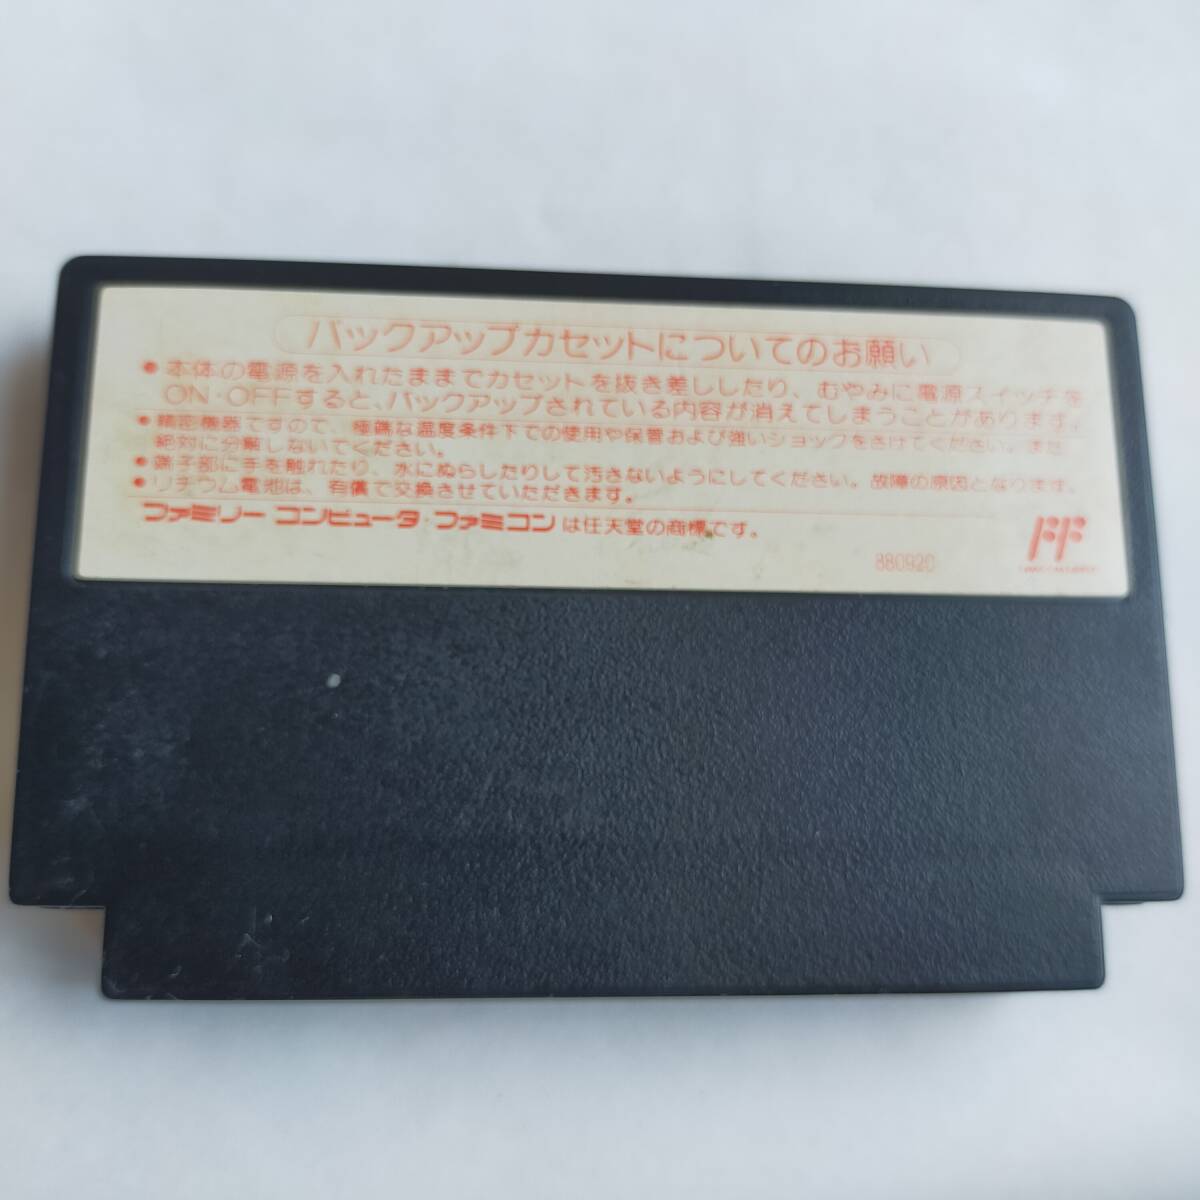 バックアップカセットについてのお願い
● 本体の電源を入れたままでカセットを抜き差ししたり、むやみに電源スイッチを
ON・OFFすると、バックアップされている内容が消えてしまうことがあります。
● 精密機器ですので、極端な温度条件下での使用や保管および強いショックをさけてください。また、
絶対に分解しないでください。
● 端子部に手を触れたり、水にぬらしたりして汚さないようにしてください。故障の原因となります。
● リチウム電池は、有償で交換させていただきます。
ファミリーコンピュータ・ファミコンは任天堂の商標です。
FF
880920